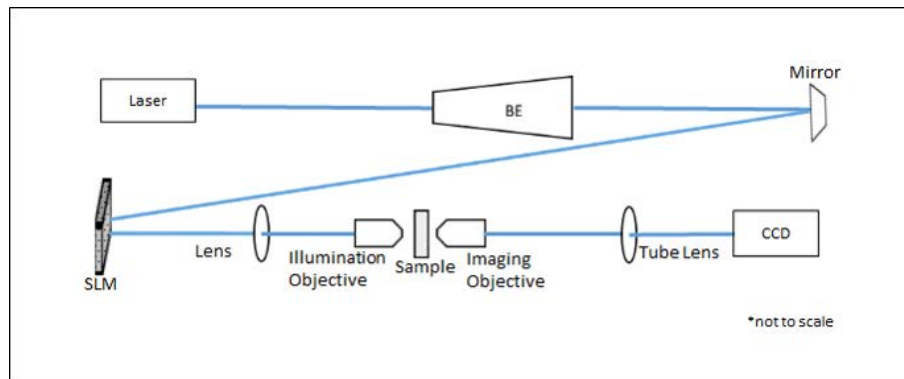 Mirror
Laser
BE
Lens
Illumination
Objective
Sample
Imaging
Objective
Tube Lens
CCD
SLM
*not to scale